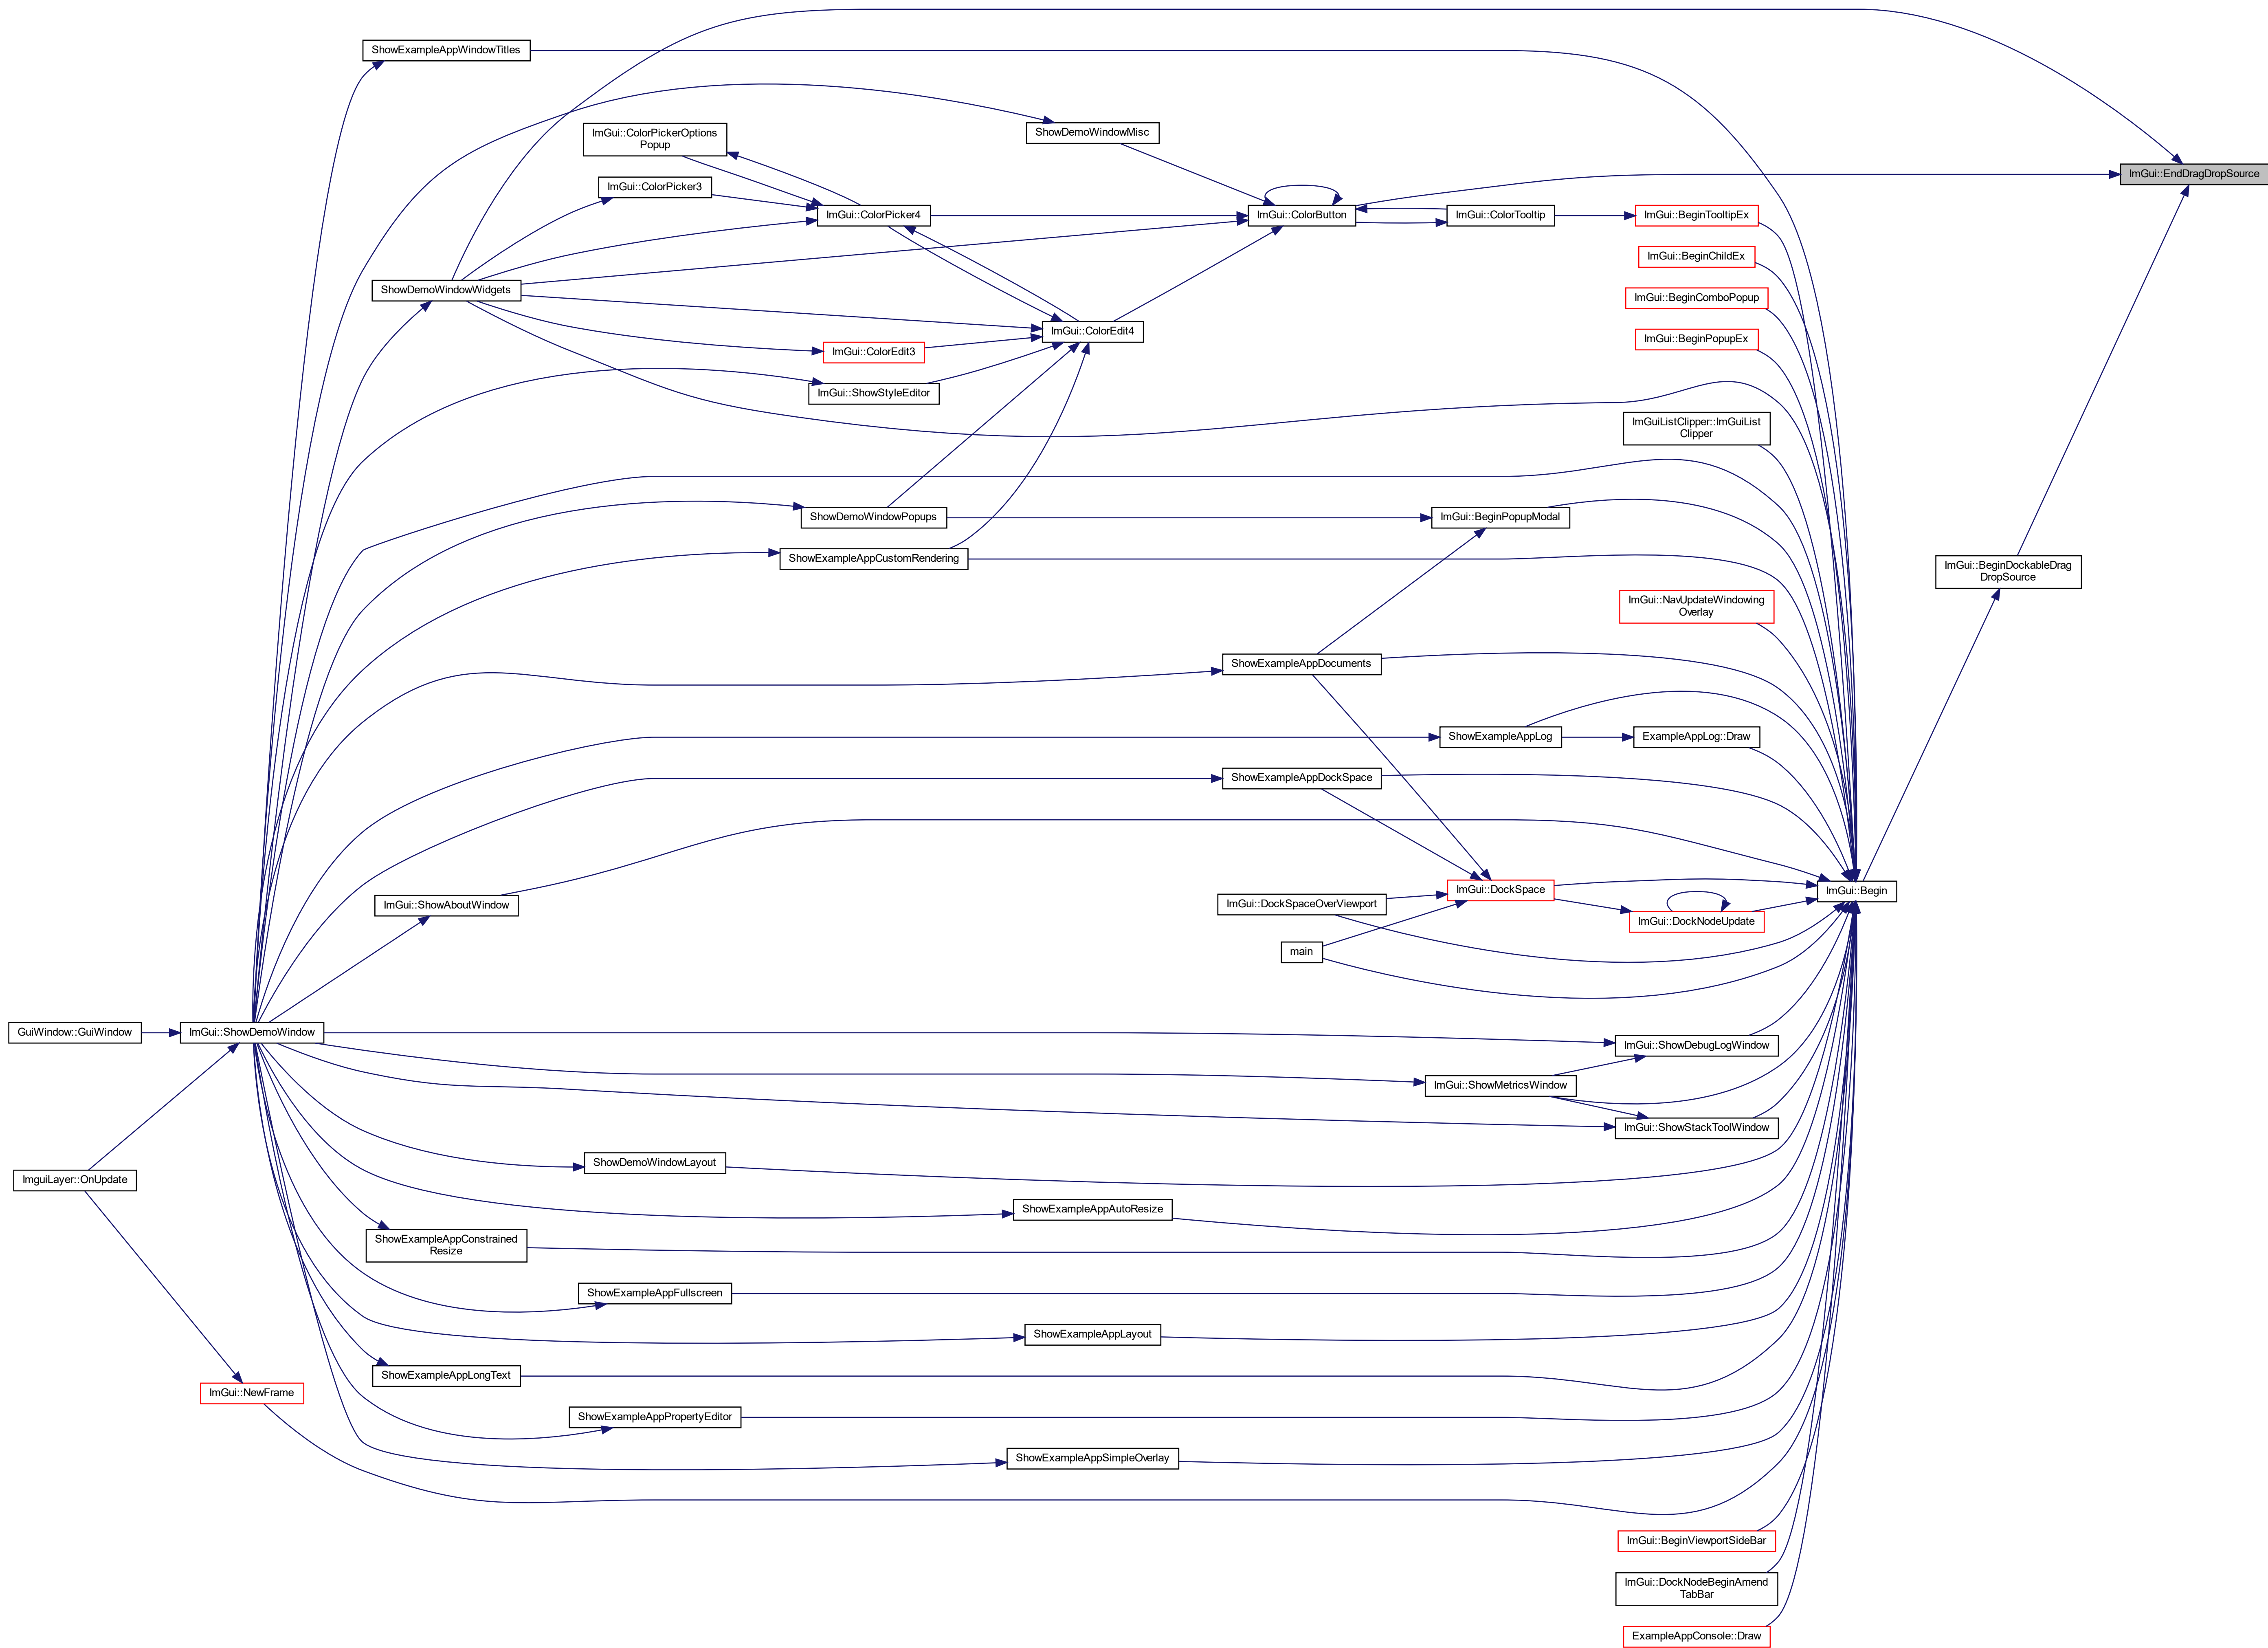 ShowExampleAppWindowTitles
ImGui::ColorPickerOptions
Popup
ShowDemoWindowMisc
ImGui::EndDragDropSource
ImGui::ColorPicker3
ImGui::ColorPicker4
ImGui::ColorButton
ImGui::ColorTooltip
ImGui::BeginTooltipEx
ImGui::BeginChildEx
ShowDemoWindowWidgets
ImGui::BeginComboPopup
ImGui::ColorEdit4
ImGui::BeginPopupEx
ImGui::ColorEdit3
ImGui::ShowStyleEditor
ImGuiListClipper::ImGuiList
Clipper
ShowDemoWindowPopups
ImGui::BeginPopupModal
ShowExampleAppCustomRendering
ImGui::BeginDockableDrag
DropSource
ImGui::NavUpdateWindowing
Overlay
ShowExampleAppDocuments
ShowExampleAppLog
ExampleAppLog::Draw
ShowExampleAppDockSpace
ImGui::DockSpace
ImGui::Begin
ImGui::ShowAboutWindow
ImGui::DockSpaceOverViewport
ImGui::DockNodeUpdate
main
GuiWindow::GuiWindow
ImGui::ShowDemoWindow
ImGui::ShowDebugLogWindow
ImGui::ShowMetricsWindow
ImGui::ShowStackToolWindow
ShowDemoWindowLayout
ImguiLayer::OnUpdate
ShowExampleAppAutoResize
ShowExampleAppConstrained
Resize
ShowExampleAppFullscreen
ShowExampleAppLayout
ShowExampleAppLongText
ImGui::NewFrame
ShowExampleAppPropertyEditor
ShowExampleAppSimpleOverlay
ImGui::BeginViewportSideBar
ImGui::DockNodeBeginAmend
TabBar
ExampleAppConsole::Draw